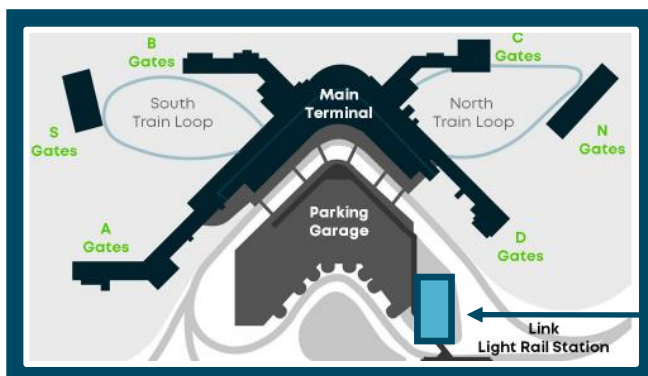 B
Gates
C
Gates
South
Train Loop
Main
Terminal
North
Train Loop
S
Gates
N
Gates
A
Gates
Parking
Garage
D
Gates
Link
Light Rail Station